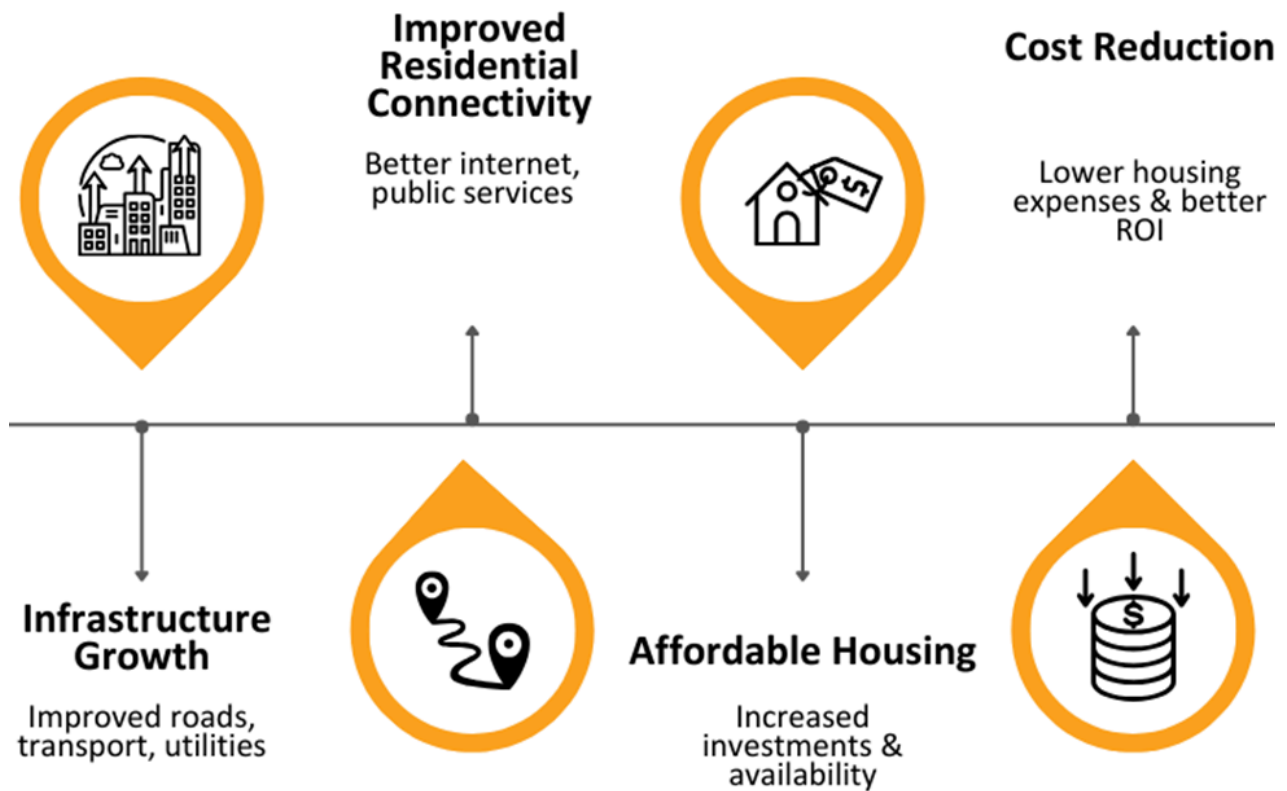 Improved
Residential
Connectivity
Better internet,
public services
Cost Reduction
Lower housing
expenses & better
ROI
$
$
Infrastructure
Growth
Improved roads,
transport, utilities
Affordable Housing
Increased
investments &
availability